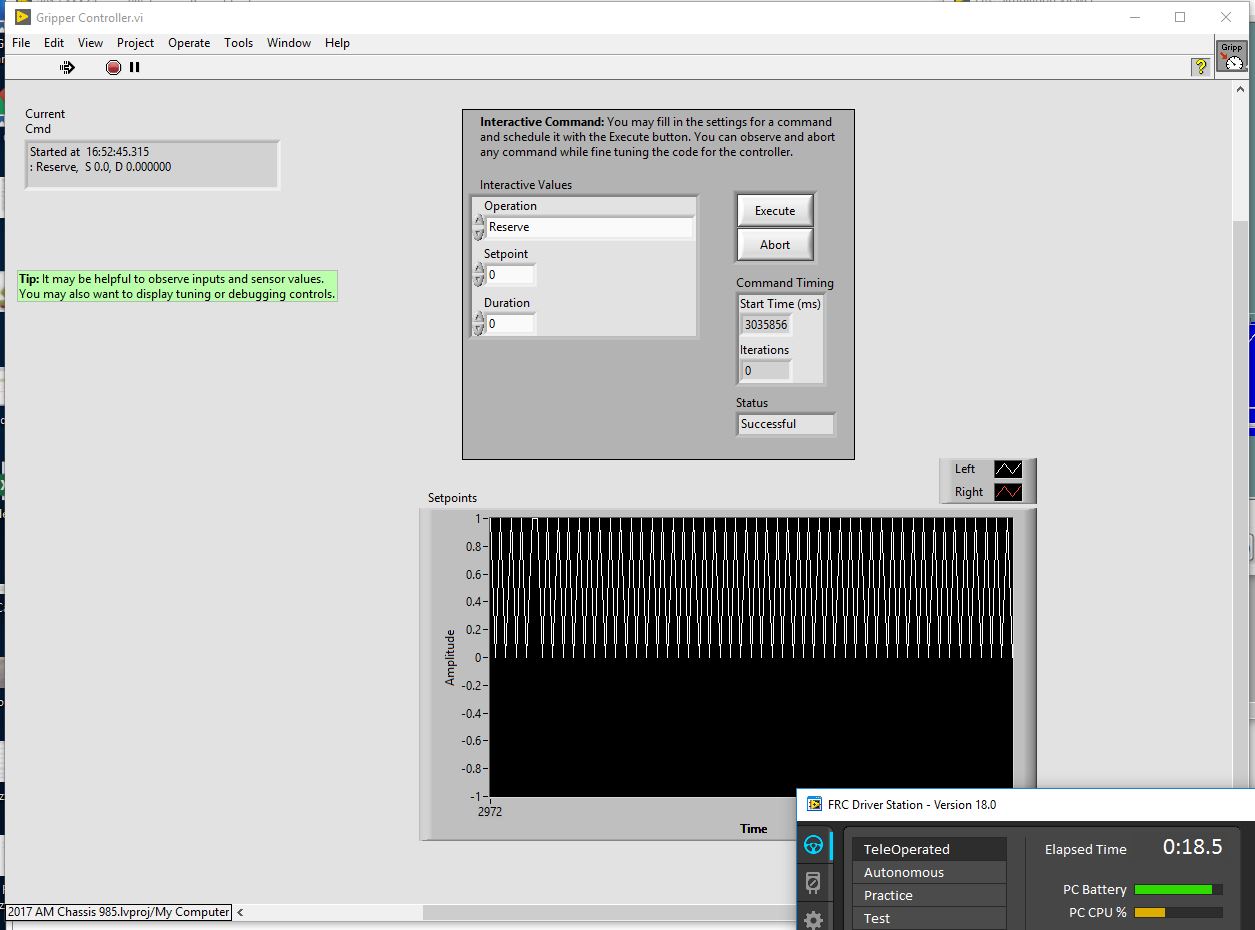 Gripper Controller.vi
File Edit View Project Operate Tools Window Help
?
Gripp
Current
Cmd
Started at 16:52:45.315
: Reserve, S 0.0, D 0.000000
Interactive Command: You may fill in the settings for a command
and schedule it with the Execute button. You can observe and abort
any command while fine tuning the code for the controller.
Interactive Values
Operation
Reserve
Setpoint
0
Duration
0
Execute
Abort
Command Timing
Start Time (ms)
3035856
Iterations
0
Status
Successful
Tip: It may be helpful to observe inputs and sensor values.
You may also want to display tuning or debugging controls.
Left
Right
Setpoints
Amplitude
1
0.8
0.6
0.4
0.2
0
-0.2
-0.4
-0.6
-0.8
-1
2972
Time
2017 AM Chassis 985.lvproj/My Computer
FRC Driver Station - Version 18.0
TeleOperated
Autonomous
Practice
Test
Elapsed Time 0:18.5
PC Battery
PC CPU %